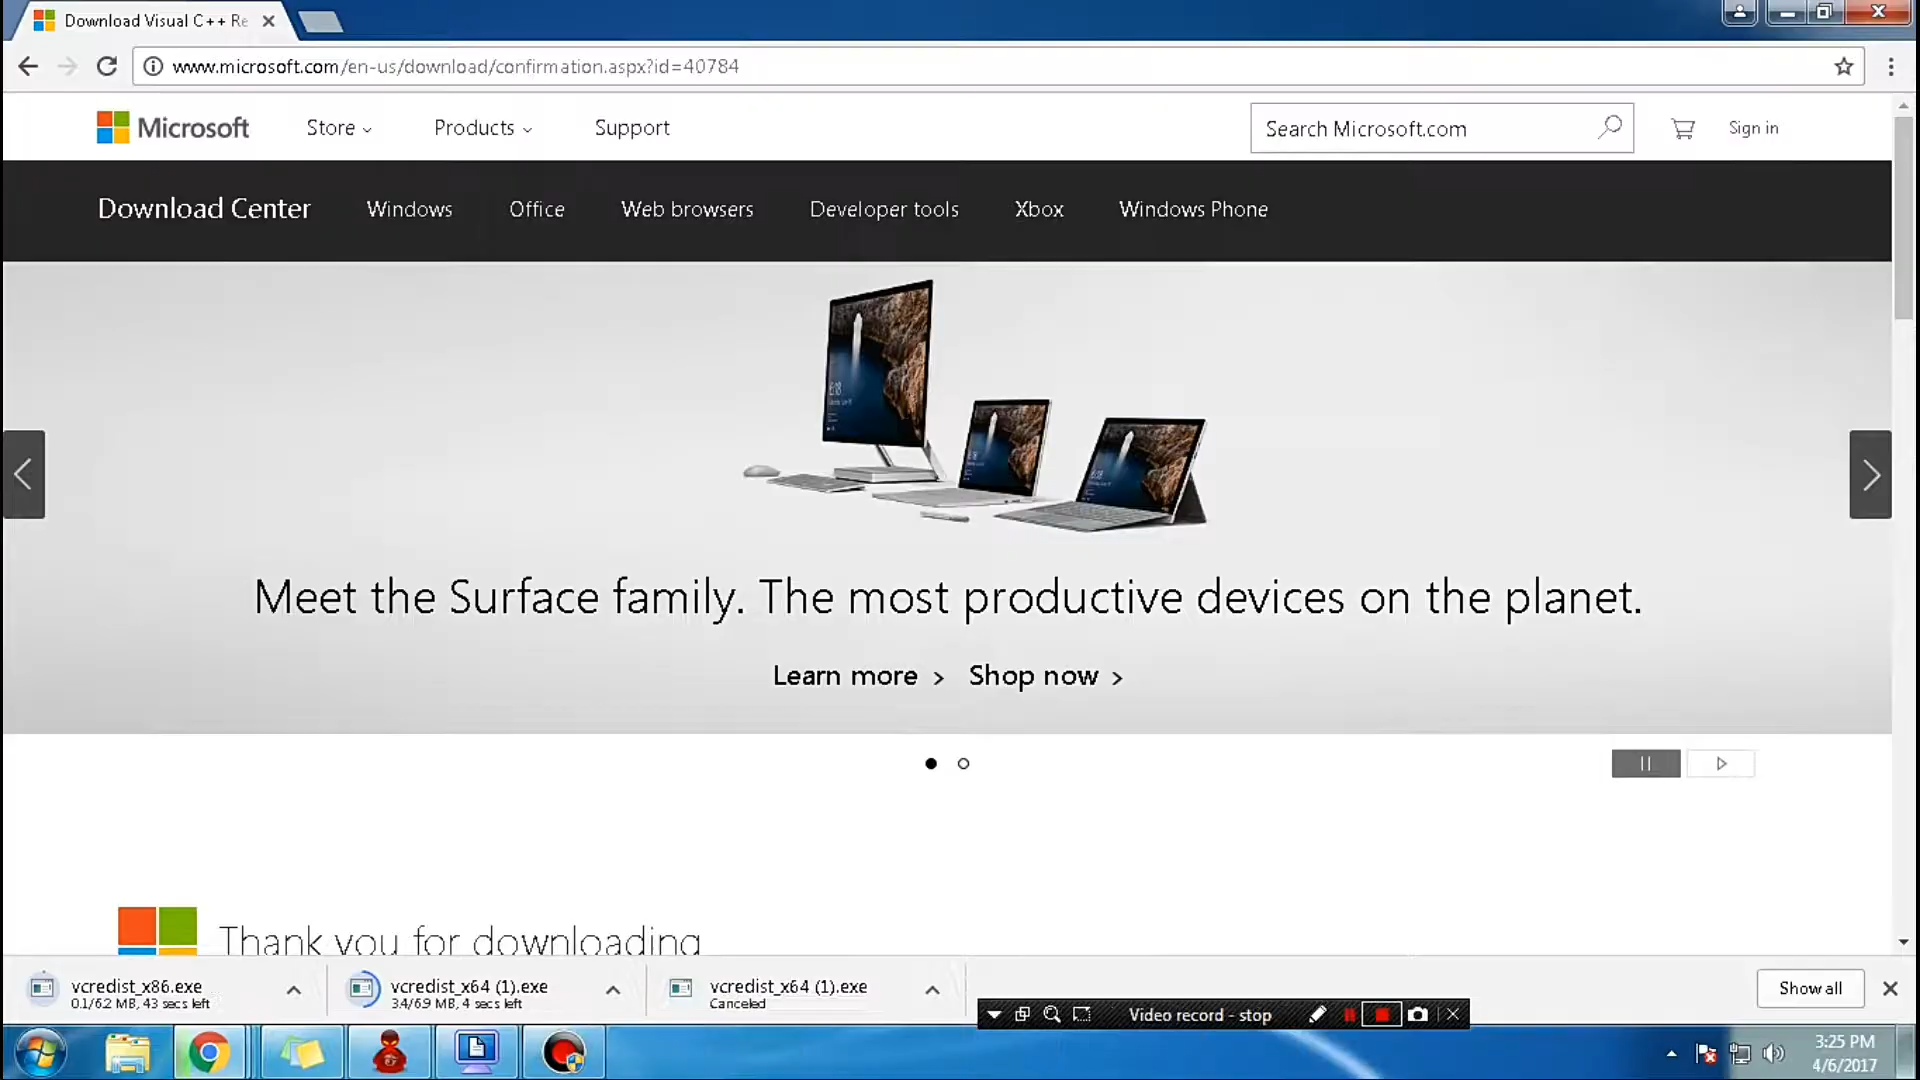 Download Visual C++ Re
www.microsoft.com/en-us/download/confirmation.aspx?id=40784
Microsoft Store Products Support Search Microsoft.com Sign in
Download Center Windows Office Web browsers Developer tools Xbox Windows Phone
Meet the Surface family. The most productive devices on the planet.
Learn more > Shop now >
Thank you for downloading
vcredist_x86.exe
0.1/6.2 MB, 43 secs left
vcredist_x64 (1).exe
3.4/6.9 MB, 4 secs left
vcredist_x64 (1).exe
Canceled
Show all
Video record - stop
3:25 PM
4/6/2017